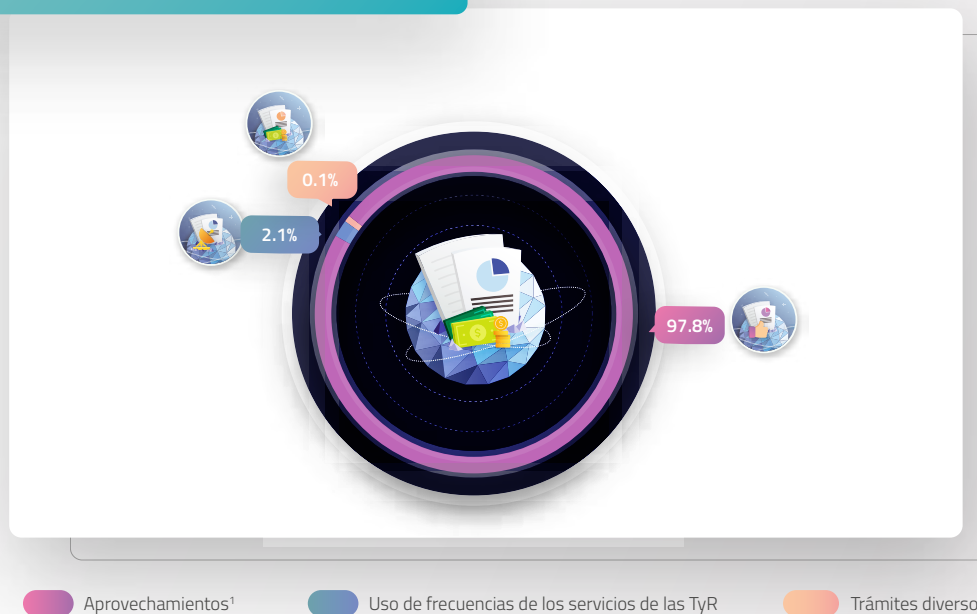 0.1%
2.1%
97.8%
Aprovechamientos¹
Uso de frecuencias de los servicios de las TyR
Trámites diverso